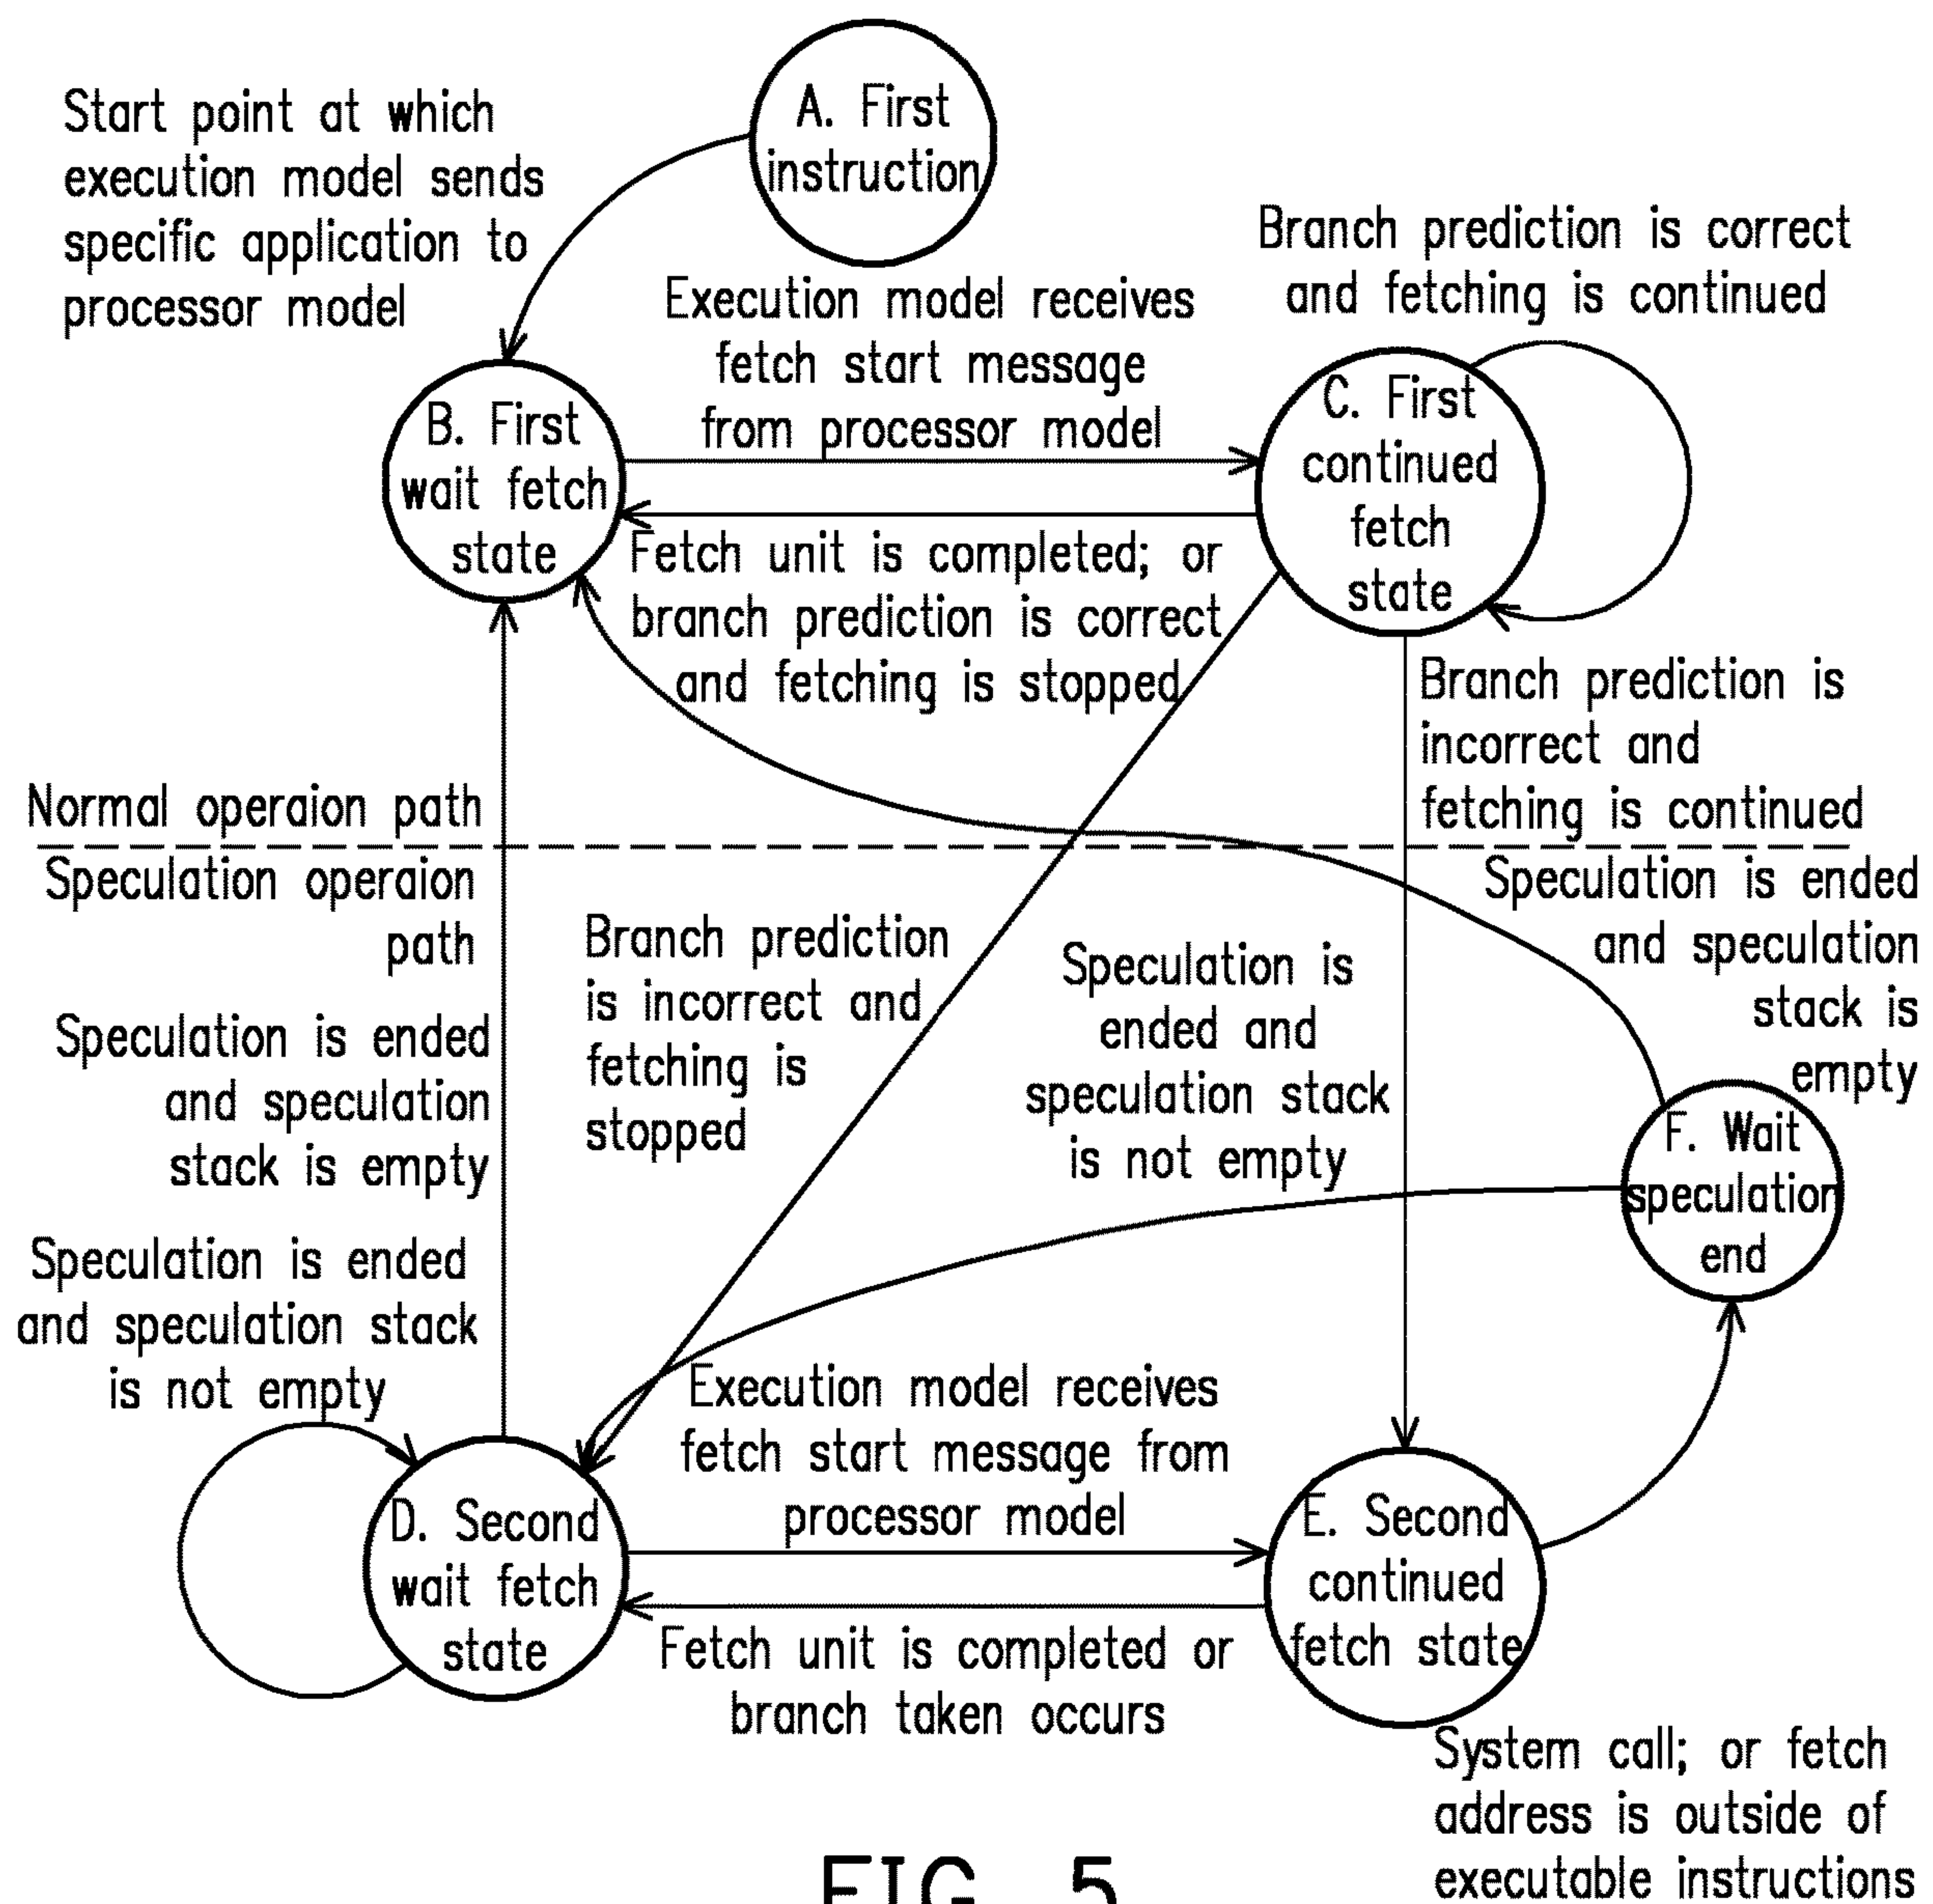 A. First
instruction
Start point at which
execution model sends
specific application to
processor model
Execution model receives
fetch start message
from processor model
Branch prediction is correct
and fetching is continued
B. First
wait fetch
state
C. First
continued
fetch
state
Fetch unit is completed; or
branch prediction is correct
and fetching is stopped
Branch prediction is
incorrect and
fetching is continued
Normal operaion path
Speculation operaion
path
Speculation is ended
and speculation
stack is empty
Branch prediction
is incorrect and
fetching is
stopped
Speculation is
ended and
speculation stack
is not empty
Speculation is ended
and speculation
stack is
empty
F. Wait
speculation
end
Speculation is ended
and speculation stack
is not empty
Execution model receives
fetch start message from
processor model
D. Second
wait fetch
state
E. Second
continued
fetch state
Fetch unit is completed or
branch taken occurs
System call; or fetch
address is outside of
executable instructions
FIG. 5